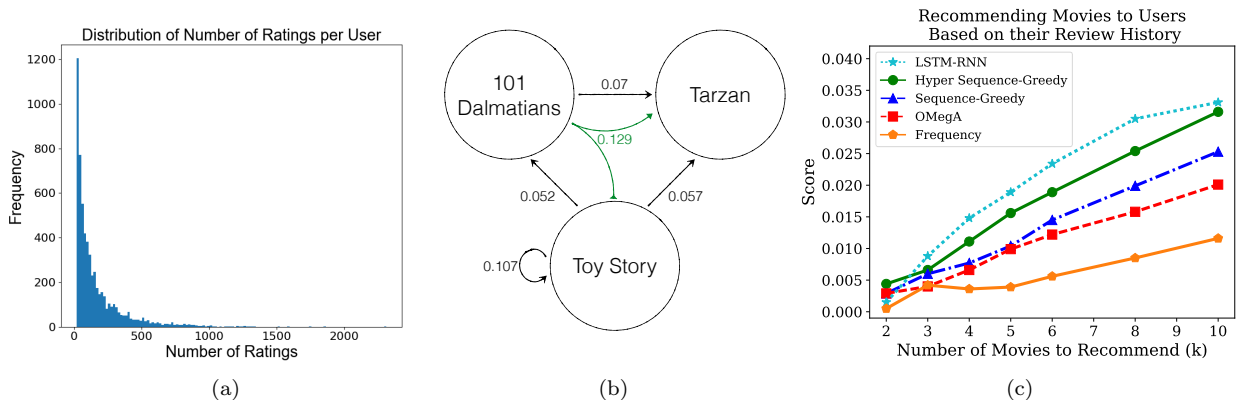 Distribution of Number of Ratings per User
1200
1000
800
600
400
200
0
Frequency
0 500 1000 1500 2000
Number of Ratings
(a)
101
Dalmatians
0.07
Tarzan
0.129
0.052
0.057
0.107
Toy Story
(b)
Recommending Movies to Users
Based on their Review History
0.040
0.035
0.030
0.025
0.020
0.015
0.010
0.005
0.000
Score
LSTM-RNN
Hyper Sequence-Greedy
Sequence-Greedy
OMegA
Frequency
2 3 4 5 6 7 8 9 10
Number of Movies to Recommend (k)
(c)